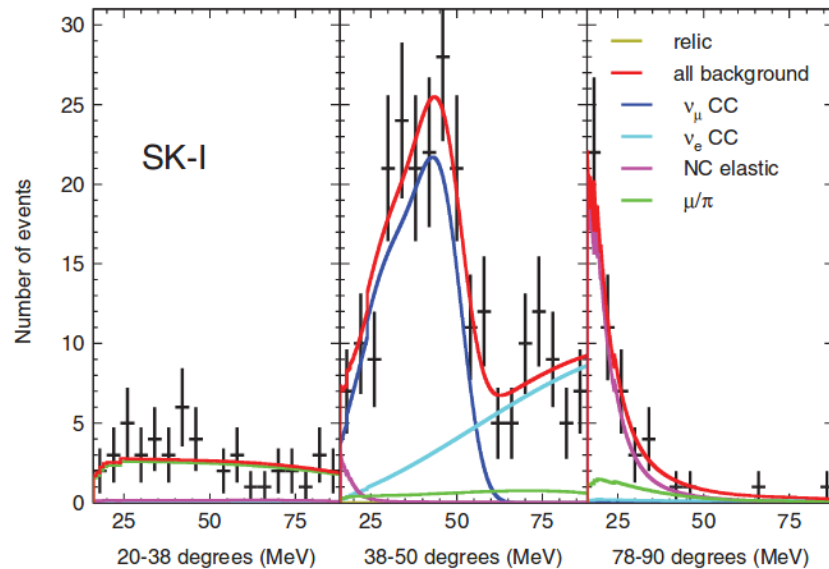 30
25
20
15
10
5
0
Number of events
SK-I
relic
all background
νμ CC
νe CC
NC elastic
μ/π
25 50 75 25 50 75 25 50 75
20-38 degrees (MeV) 38-50 degrees (MeV) 78-90 degrees (MeV)